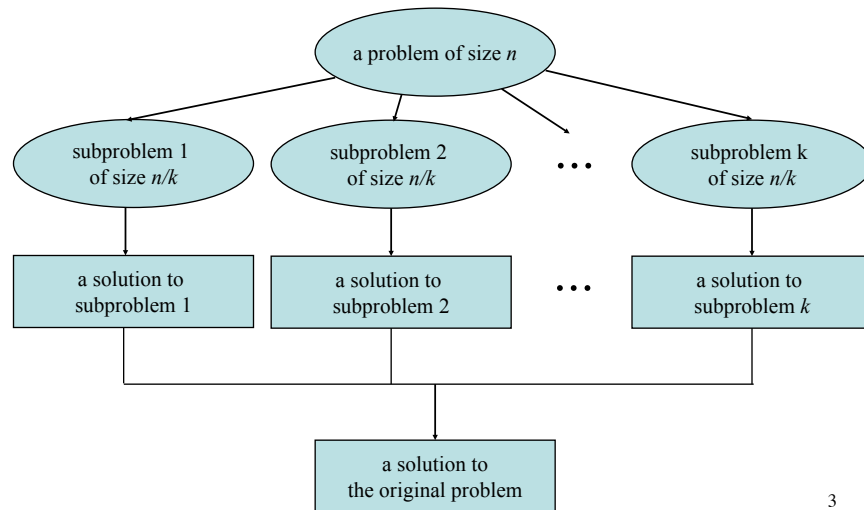 a problem of size n
subproblem 1
of size n/k
subproblem 2
of size n/k
...
subproblem k
of size n/k
a solution to
subproblem 1
a solution to
subproblem 2
...
a solution to
subproblem k
a solution to
the original problem
3